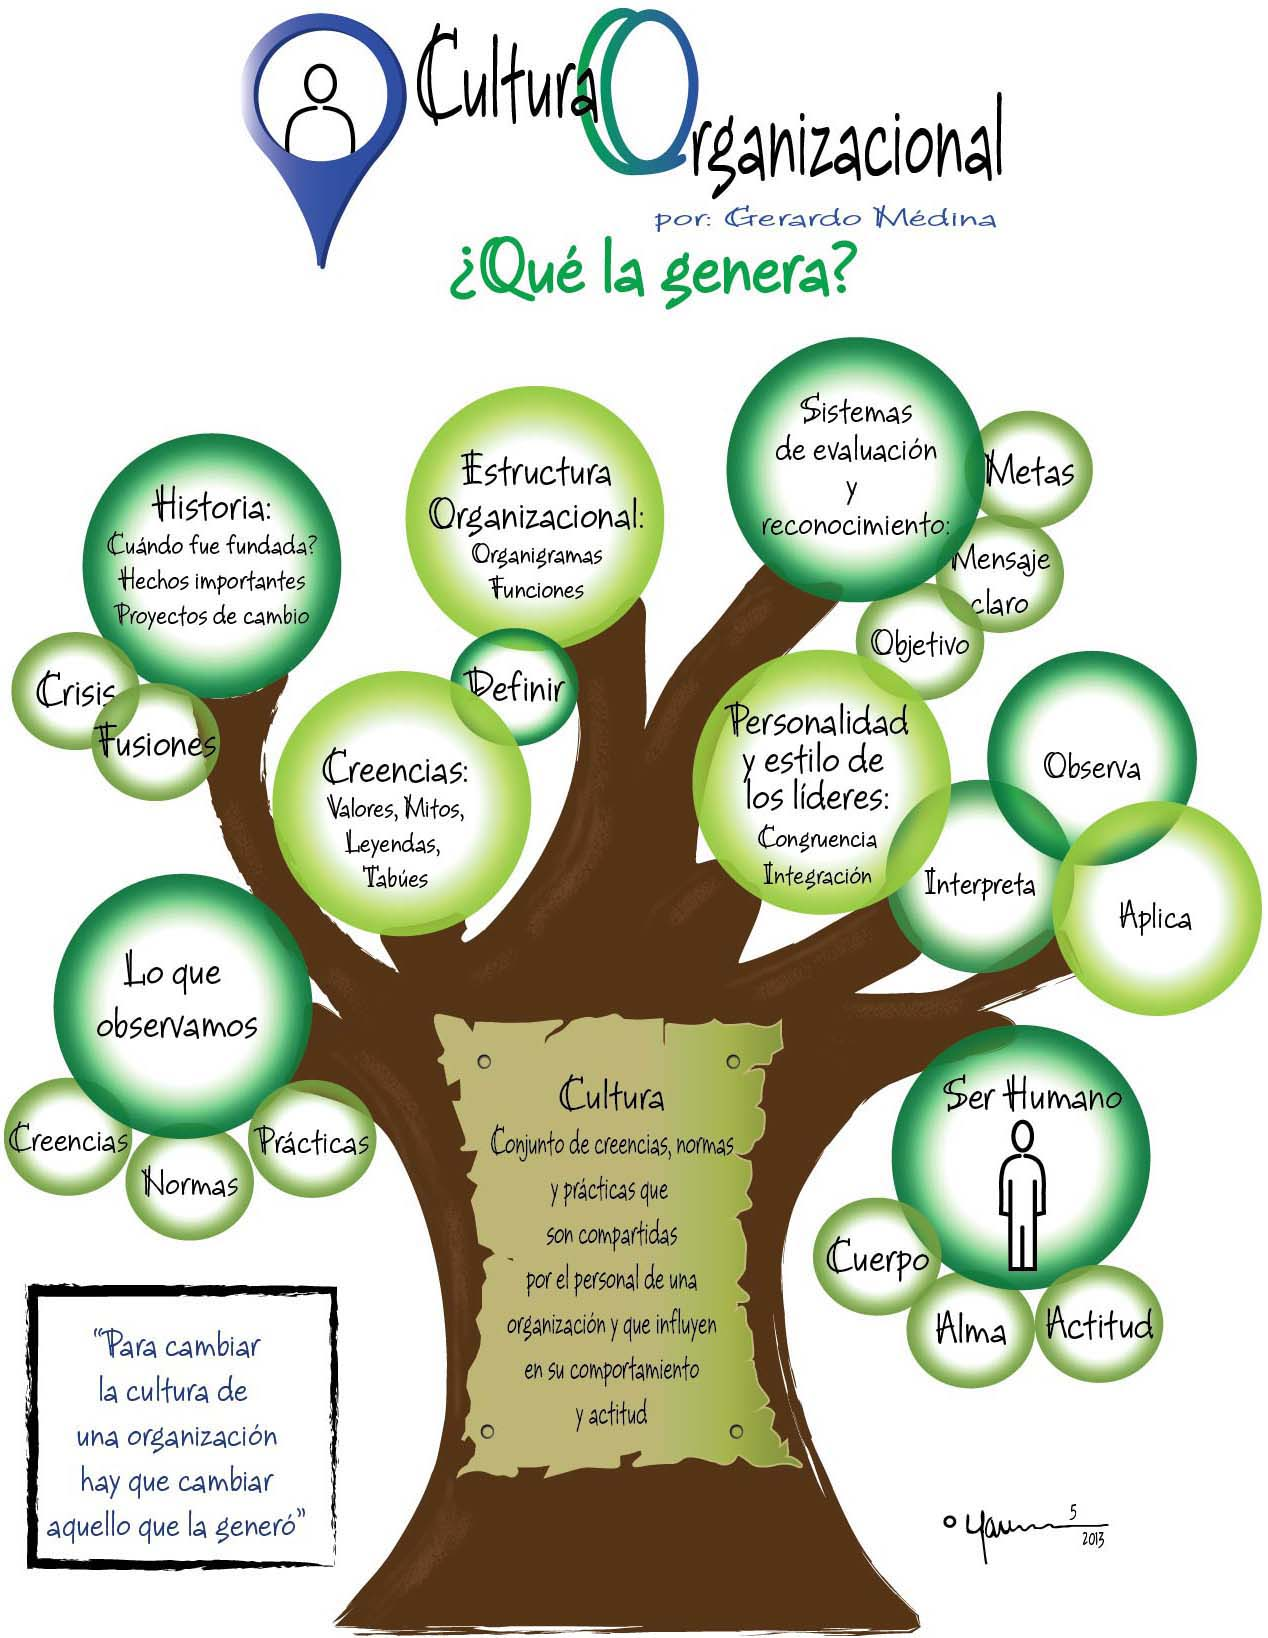 Cultura
Organizacional
por: Gerardo Médina
¿Qué la genera?
Historia:
Cuándo fue fundada?
Hechos importantes
Proyectos de cambio
Crisis
Fusiones
Estructura
Organizacional:
Organigramas
Funciones
Definir
Sistemas
de evaluación
y
reconocimiento:
Metas
Mensaje
claro
Objetivo
Creencias:
Valores, Mitos,
Leyendas,
Tabúes
Personalidad
y estilo de
los líderes:
Congruencia
Integración
Observa
Interpreta
Aplica
Lo que
observamos
Creencias
Normas
Prácticas
Ser Humano
Cuerpo
Alma
Actitud
Cultura
Conjunto de creencias, normas
y prácticas que
son compartidas
por el personal de una
organización y que influyen
en su comportamiento
y actitud
“Para cambiar
la cultura de
una organización
hay que cambiar
aquello que la generó”
5
2013